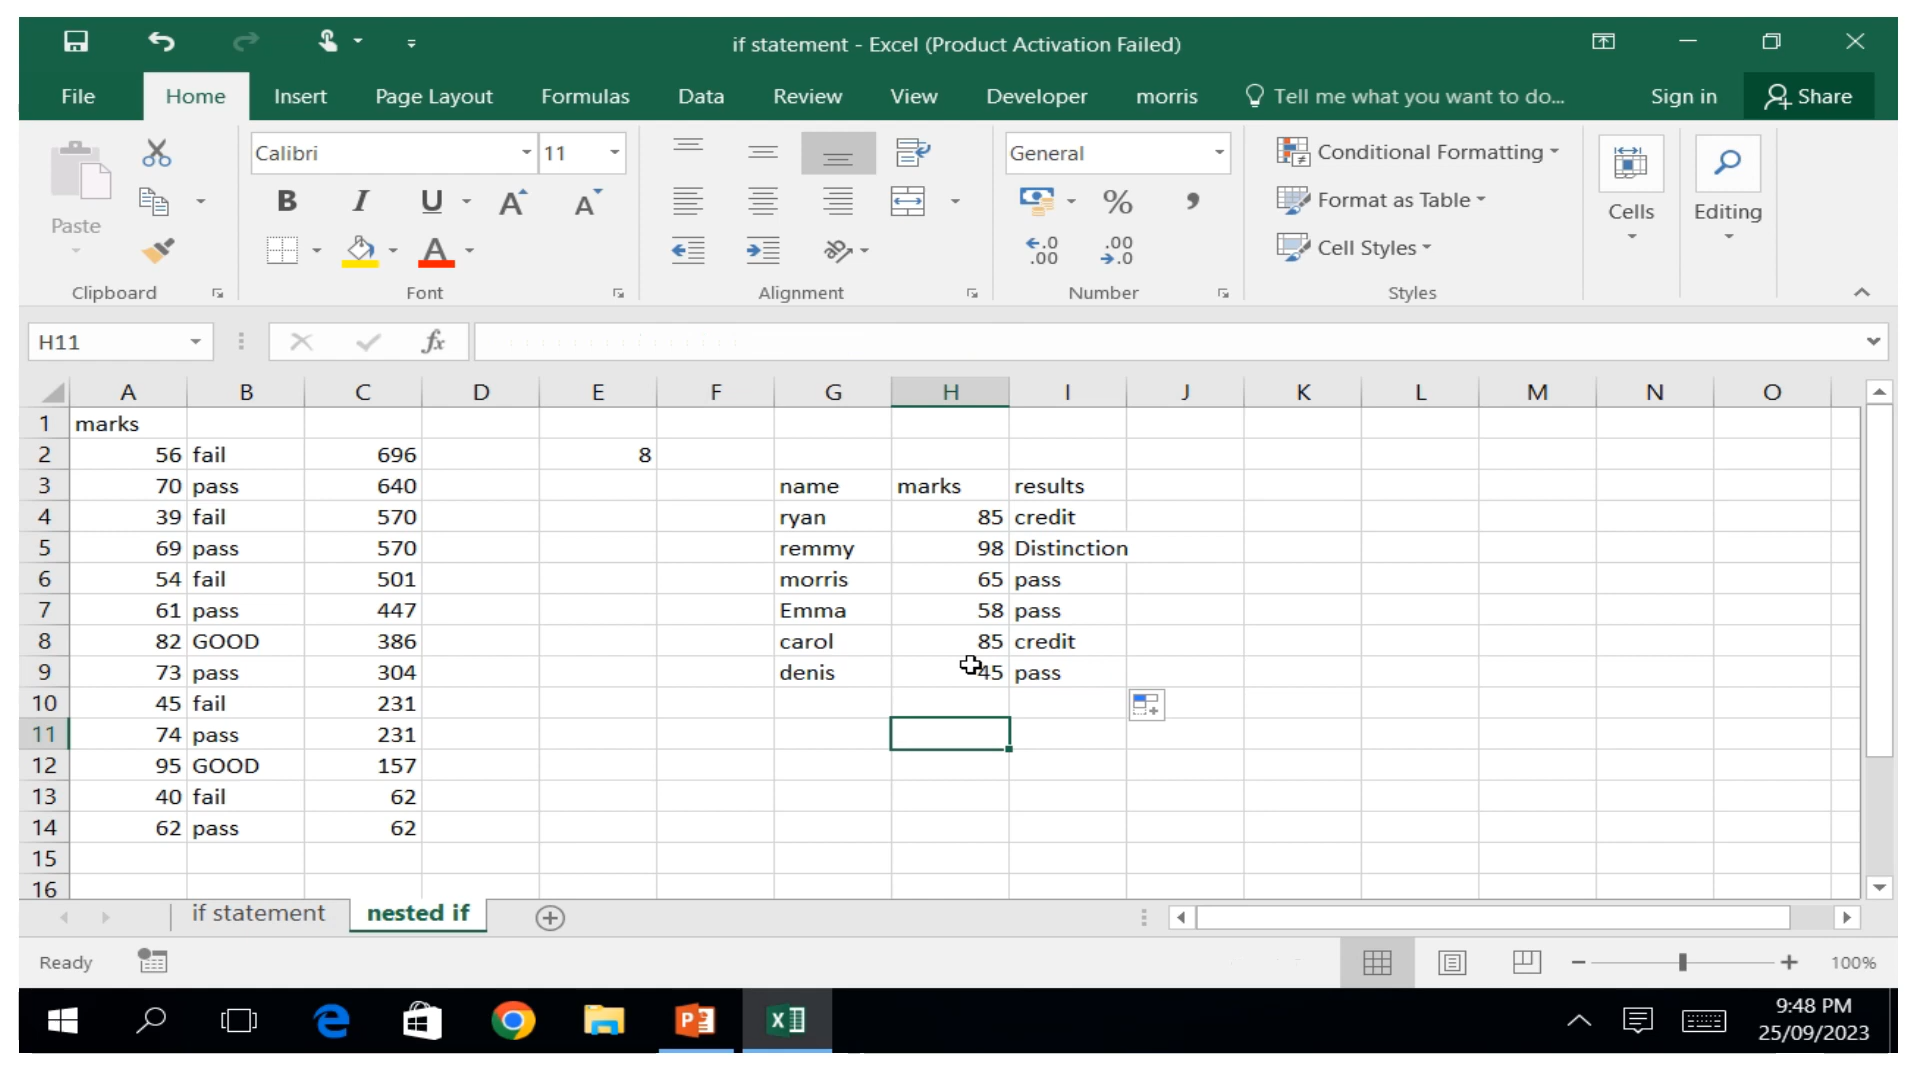 if statement - Excel (Product Activation Failed)
File Home Insert Page Layout Formulas Data Review View Developer morris Tell me what you want to do... Sign in Share
Calibri 11 General Conditional Formatting
Paste B I U A A % Format as Table Cells Editing
A .0 .00 .00 .0 Cell Styles
Clipboard Font Alignment Number Styles
H11 fx
A B C D E F G H I J K L M N O
1 marks
2 56 fail 696 8
3 70 pass 640 name marks results
4 39 fail 570 ryan 85 credit
5 69 pass 570 remmy 98 Distinction
6 54 fail 501 morris 65 pass
7 61 pass 447 Emma 58 pass
8 82 GOOD 386 carol 85 credit
9 73 pass 304 denis 45 pass
10 45 fail 231
11 74 pass 231
12 95 GOOD 157
13 40 fail 62
14 62 pass 62
15
16
if statement nested if
Ready 100%
9:48 PM
25/09/2023